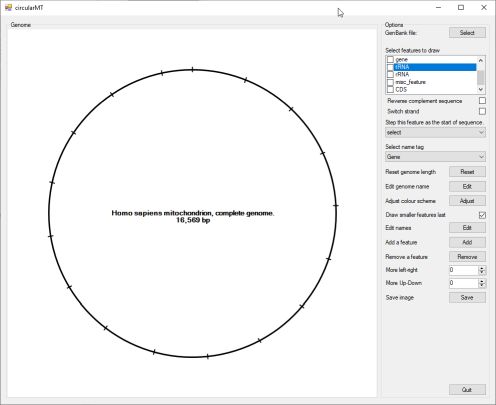 circularMT
Genome
Homo sapiens mitochondrion, complete genome.
16,569 bp
Options
GenBank file: Select
Select features to draw
gene
tRNA
rRNA
misc_feature
CDS
Reverse complement sequence
Switch strand
Step this feature as the start of sequence.
select
Select name tag
Gene
Reset genome length Reset
Edit genome name Edit
Adjust colour scheme Adjust
Draw smaller features last
Edit names Edit
Add a feature Add
Remove a feature Remove
More left-right 0
More Up-Down 0
Save image Save
Quit